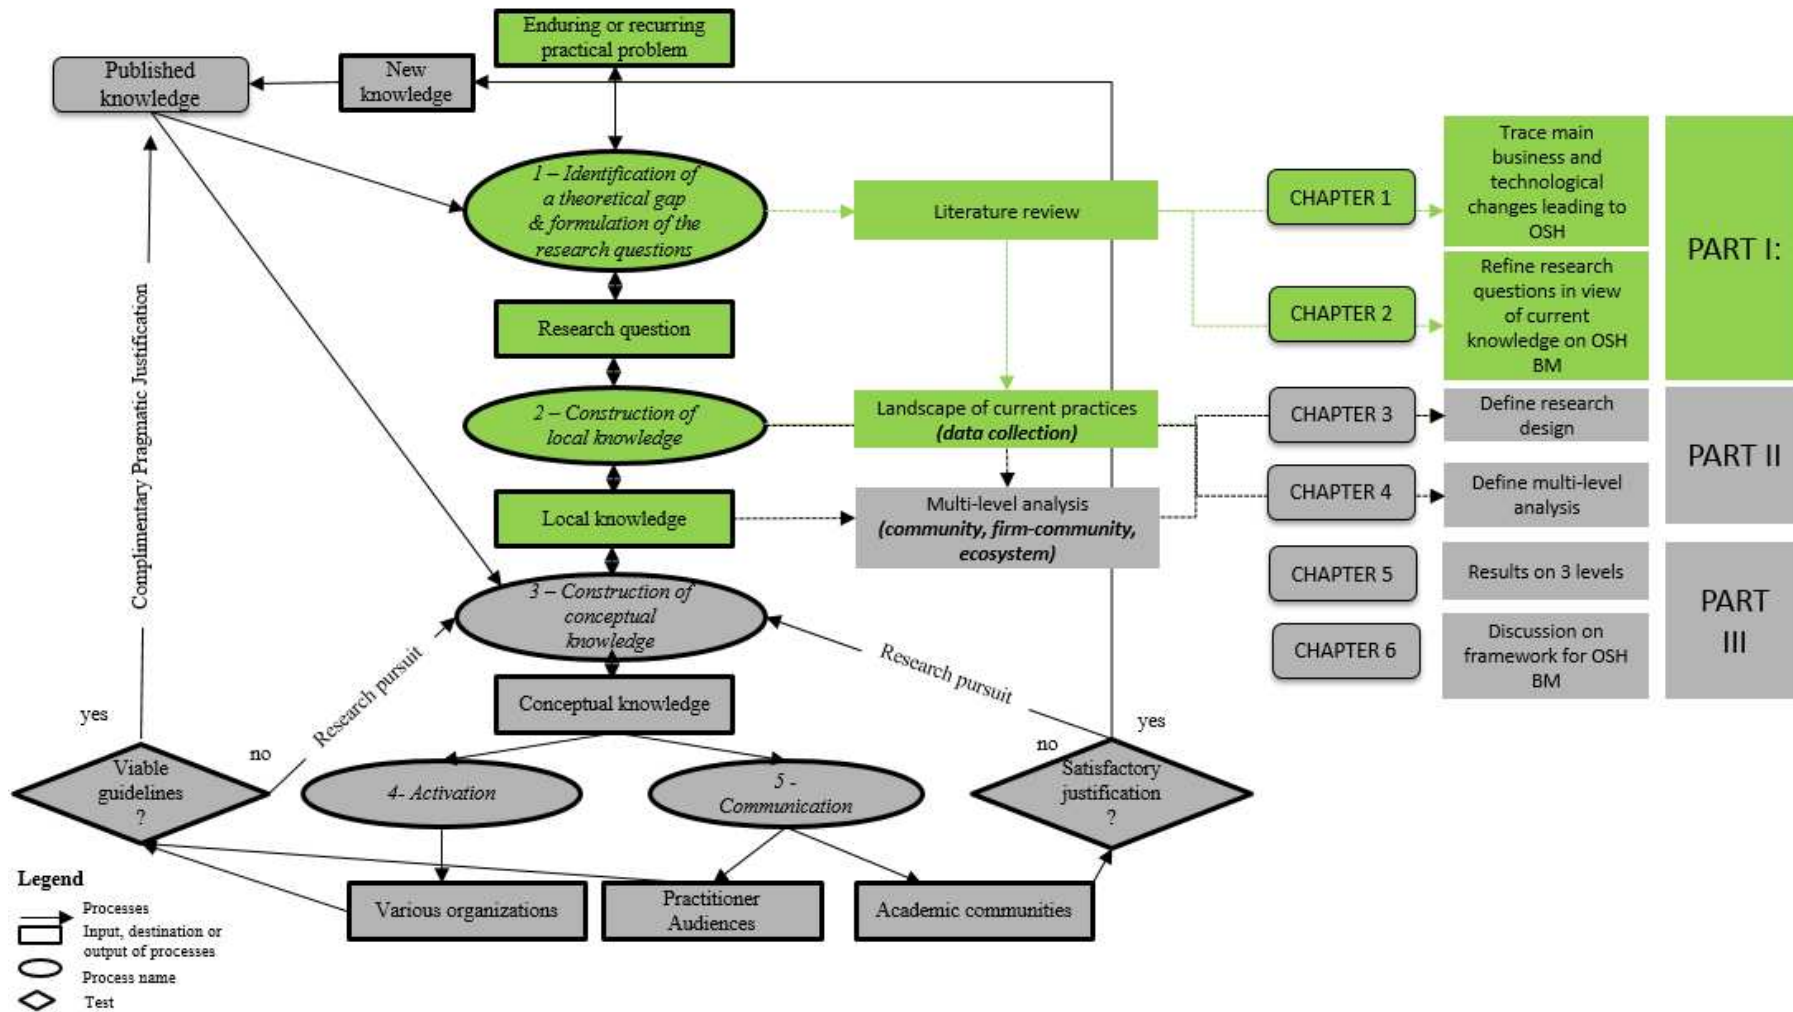 Enduring or recurring
practical problem
Published
knowledge
New
knowledge
1 – Identification of
a theoretical gap
& formulation of the
research questions
Literature review
CHAPTER 1
Trace main
business and
technological
changes leading to
OSH
PART I:
CHAPTER 2
Refine research
questions in view
of current
knowledge on OSH
BM
Research question
Complimentary Pragmatic Justification
2 – Construction of
local knowledge
Landscape of current practices
(data collection)
CHAPTER 3
Define research
design
PART II
CHAPTER 4
Define multi-level
analysis
Local knowledge
Multi-level analysis
(community, firm-community,
ecosystem)
CHAPTER 5
Results on 3 levels
PART
III
CHAPTER 6
Discussion on
framework for OSH
BM
3 – Construction of
conceptual
knowledge
Research pursuit
Research pursuit
Conceptual knowledge
yes
no
Viable
guidelines
?
4- Activation
5 -
Communication
no
yes
Satisfactory
justification
?
Various organizations
Practitioner
Audiences
Academic communities
Legend
Processes
Input, destination or
output of processes
Process name
Test